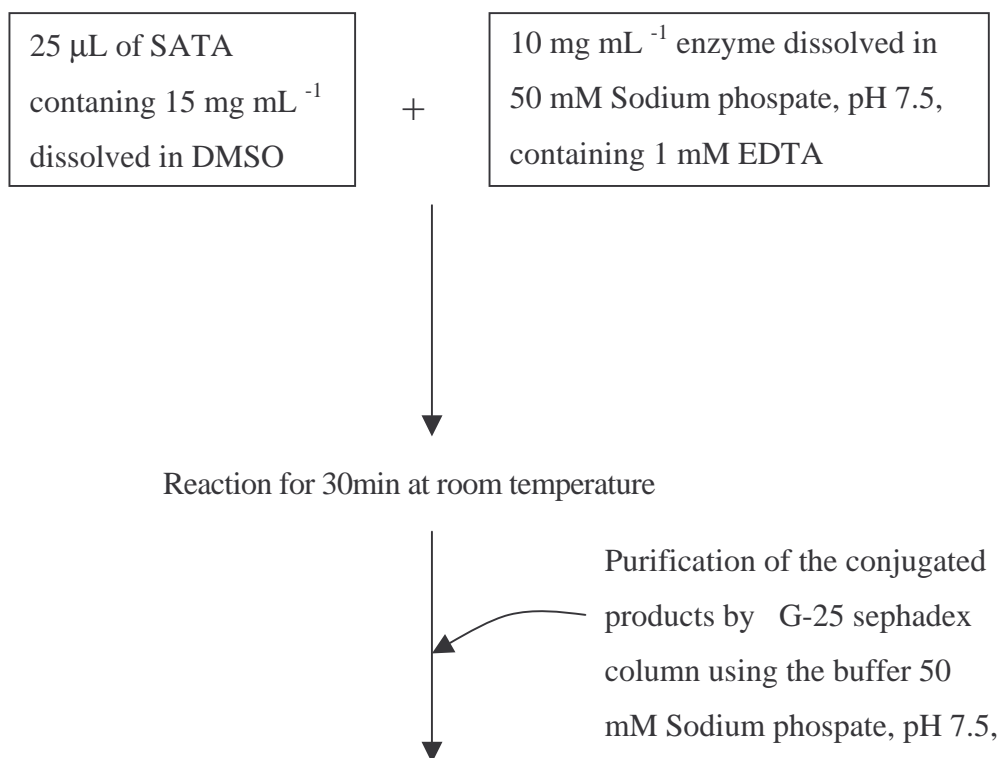 25 μL of SATA
contaning 15 mg mL -1
dissolved in DMSO
+
10 mg mL -1 enzyme dissolved in
50 mM Sodium phospate, pH 7.5,
containing 1 mM EDTA
Reaction for 30min at room temperature
Purification of the conjugated
products by G-25 sephadex
column using the buffer 50
mM Sodium phospate, pH 7.5,